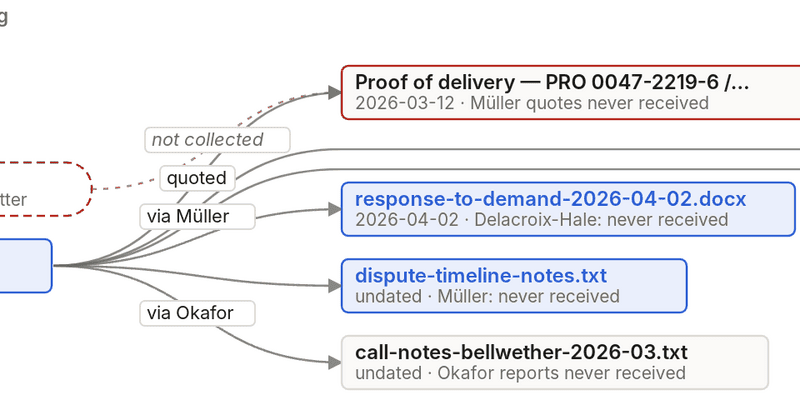 g
Proof of delivery — PRO 0047-2219-6 /...
2026-03-12 · Müller quotes never received
not collected
quoted
tter
via Müller
response-to-demand-2026-04-02.docx
2026-04-02 · Delacroix-Hale: never received
dispute-timeline-notes.txt
undated · Müller: never received
via Okafor
call-notes-bellwether-2026-03.txt
undated · Okafor reports never received